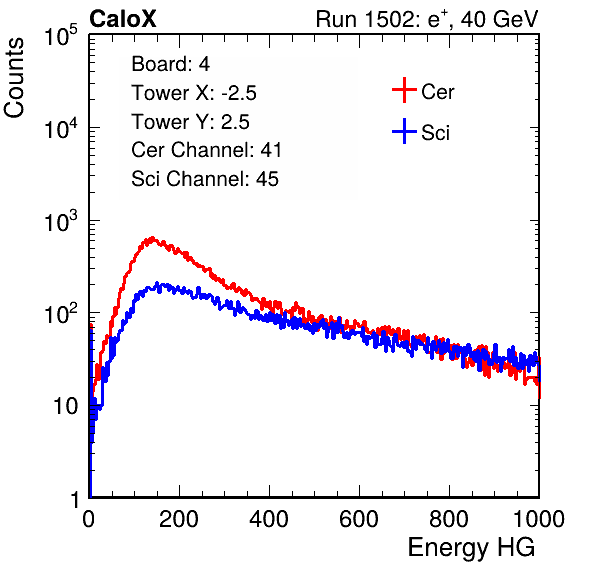 CaloX Run 1502: e⁺, 40 GeV
Counts
10⁵
10⁴
10³
10²
10
1
Board: 4
Tower X: -2.5
Tower Y: 2.5
Cer Channel: 41
Sci Channel: 45
Cer
Sci
0 200 400 600 800 1000
Energy HG